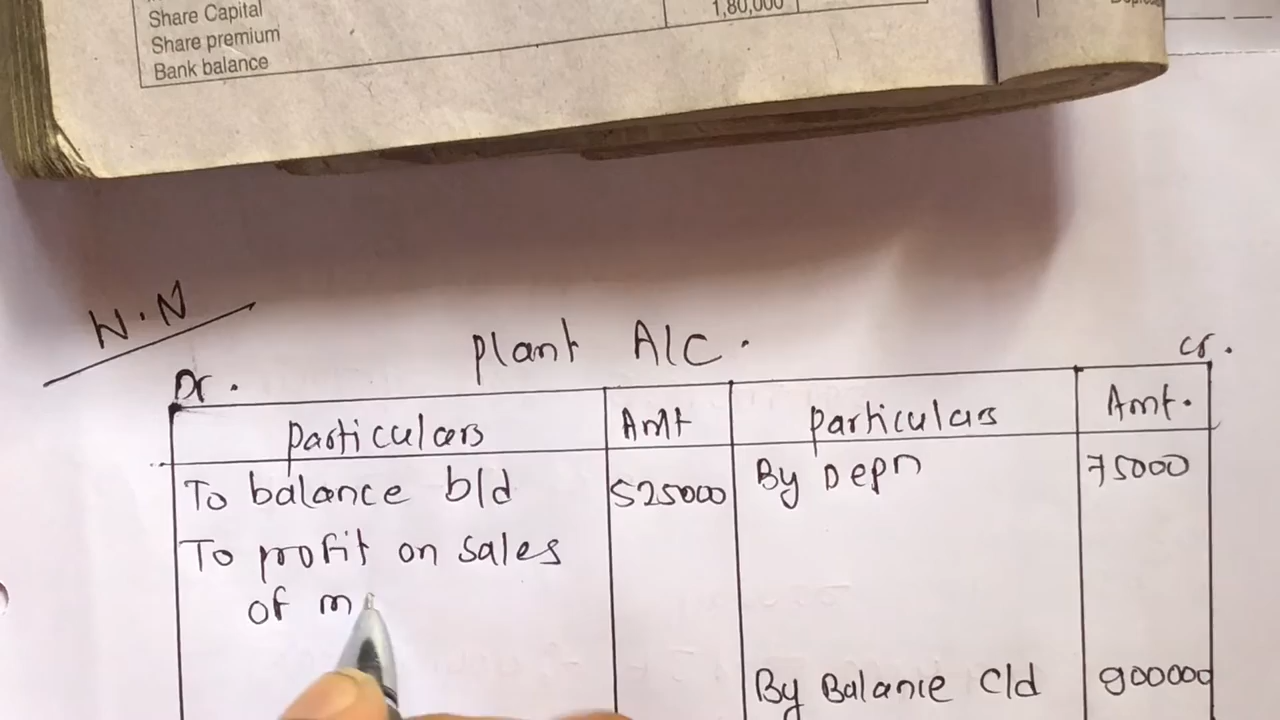 Share Capital
Share premium
Bank balance
1,80,000
W.N
plant A/C.
Dr.
Cr.
particulars Amt particulars Amt.
To balance b/d 525000 By Depn 75000
To profit on sales
of m
By Balance C/d 900000